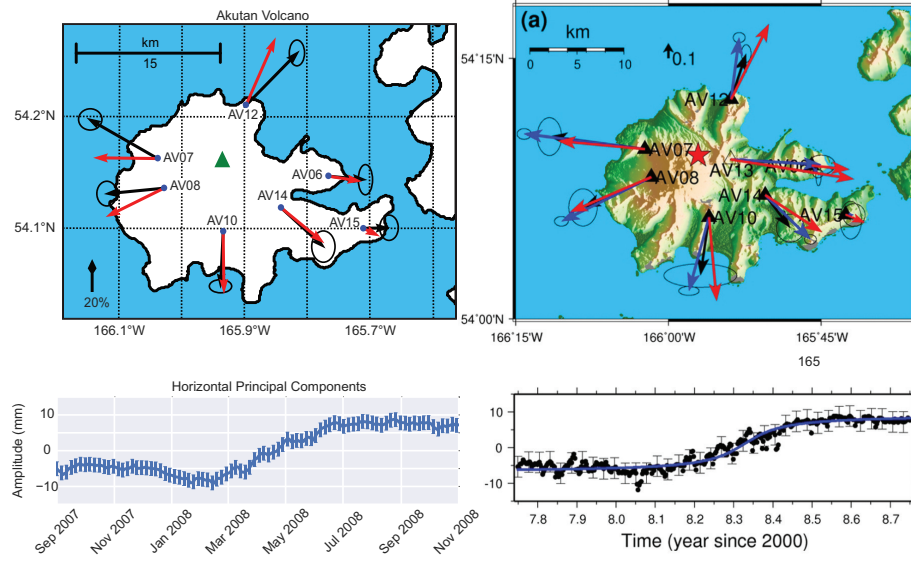 Akutan Volcano
km
15
AV12
AV07
AV08
AV06
AV14
AV10
AV15
20%
54.2°N
54.1°N
166.1°W
165.9°W
165.7°W
(a)
km
0 5 10
0.1
AV12
AV07
AV13
AV06
AV08
AV14
AV10
AV15
54°15'N
54°00'N
166°15'W
166°00'W
165°45'W
165
Horizontal Principal Components
Amplitude (mm)
10
0
−10
Sep 2007
Nov 2007
Jan 2008
Mar 2008
May 2008
Jul 2008
Sep 2008
Nov 2008
10
0
-10
7.8 7.9 8.0 8.1 8.2 8.3 8.4 8.5 8.6 8.7
Time (year since 2000)